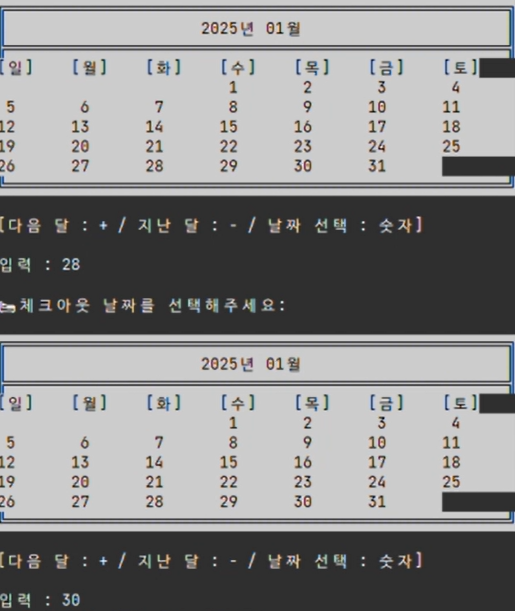 2025년 01월
[일] [월] [화] [수] [목] [금] [토]
1 2 3 4
5 6 7 8 9 10 11
12 13 14 15 16 17 18
19 20 21 22 23 24 25
26 27 28 29 30 31
[다음 달 : + / 지난 달 : - / 날짜 선택 : 숫자]
입력 : 28
체크아웃 날짜를 선택해주세요:
2025년 01월
[일] [월] [화] [수] [목] [금] [토]
1 2 3 4
5 6 7 8 9 10 11
12 13 14 15 16 17 18
19 20 21 22 23 24 25
26 27 28 29 30 31
[다음 달 : + / 지난 달 : - / 날짜 선택 : 숫자]
입력 : 30